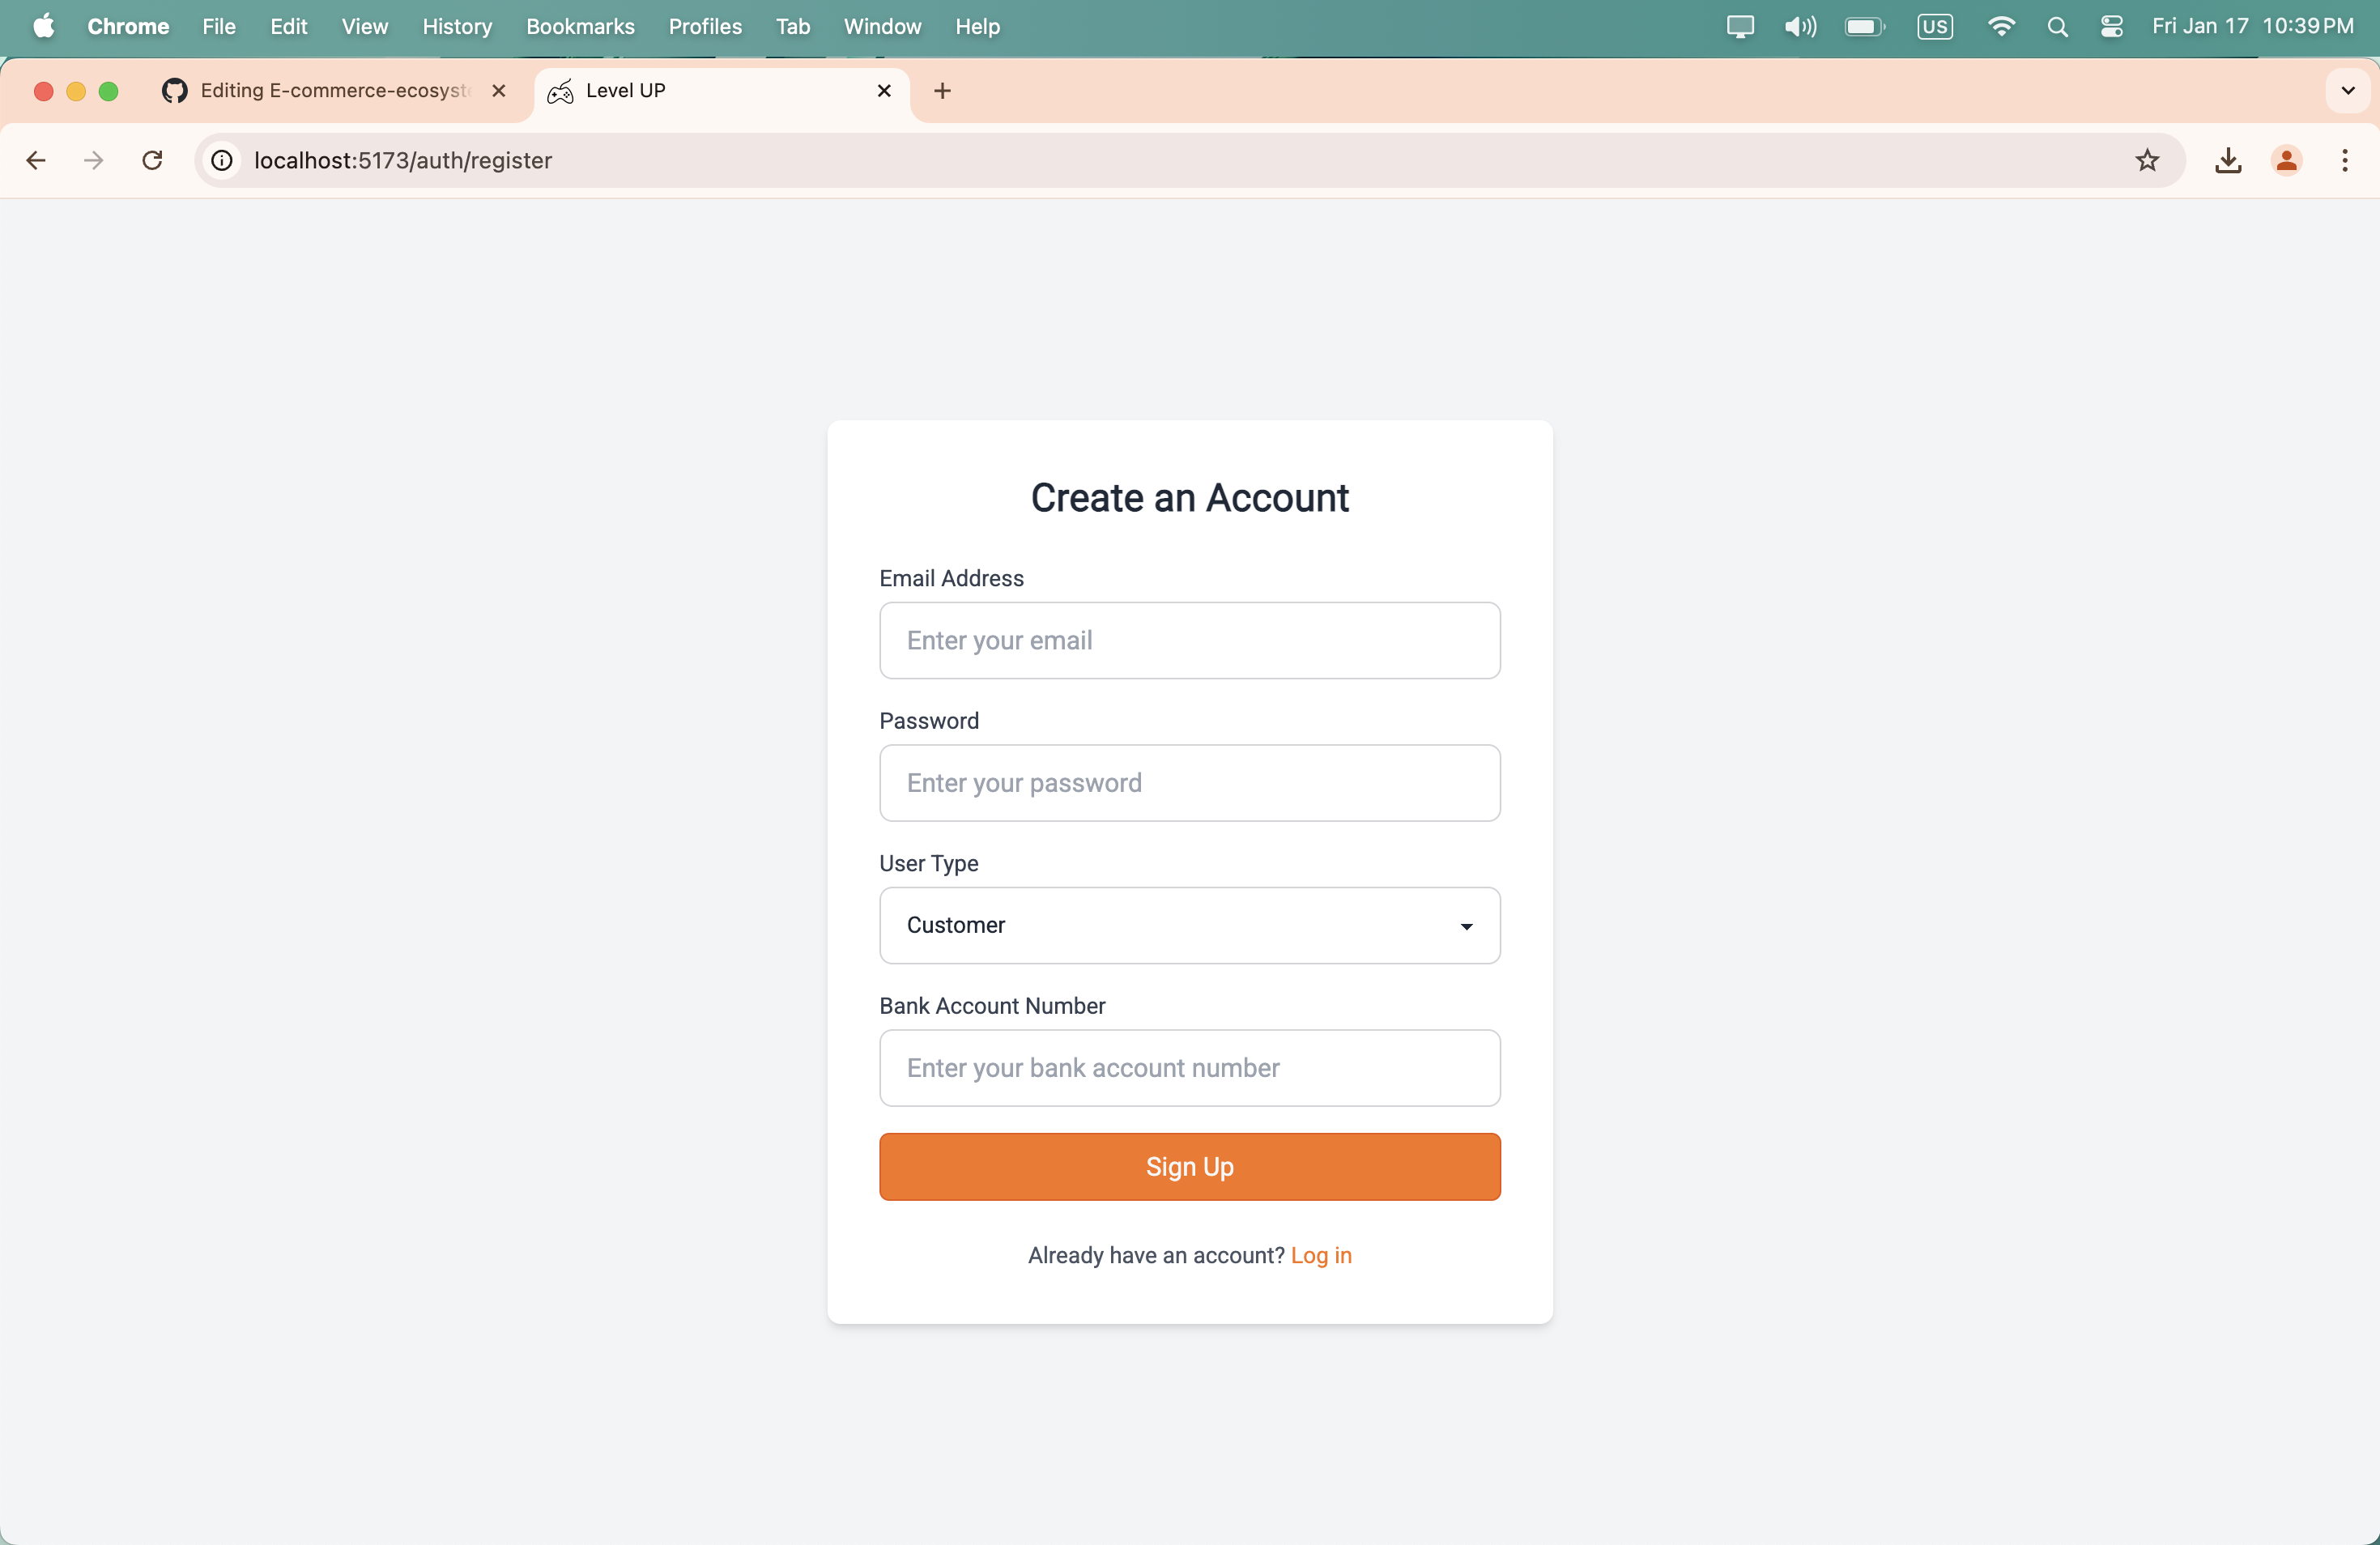 Chrome File Edit View History Bookmarks Profiles Tab Window Help US Fri Jan 17 10:39 PM
Editing E-commerce-ecosyst Level UP
localhost:5173/auth/register
Create an Account
Email Address
Enter your email
Password
Enter your password
User Type
Customer
Bank Account Number
Enter your bank account number
Sign Up
Already have an account? Log in